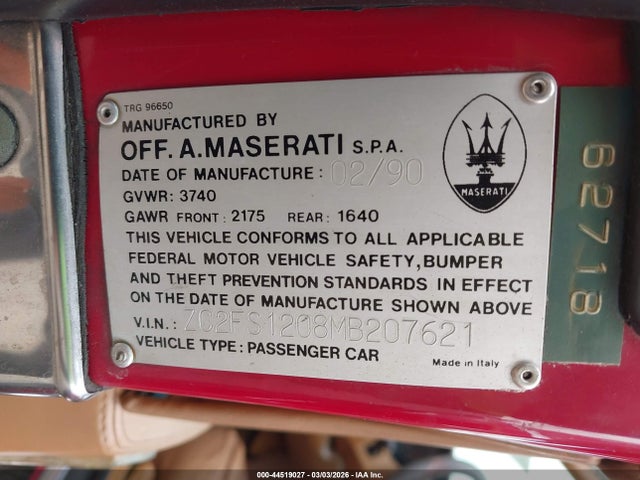 TRG 96650
MANUFACTURED BY
OFF. A. MASERATI S.P.A.
DATE OF MANUFACTURE: 02/90
GVWR: 3740
GAWR FRONT: 2175 REAR: 1640
THIS VEHICLE CONFORMS TO ALL APPLICABLE
FEDERAL MOTOR VEHICLE SAFETY, BUMPER
AND THEFT PREVENTION STANDARDS IN EFFECT
ON THE DATE OF MANUFACTURE SHOWN ABOVE
V.I.N.: ZC2FS1208MB207621
VEHICLE TYPE: PASSENGER CAR
Made in Italy
MASERATI
62718
000-44519027 - 03/03/2026 - IAA Inc.